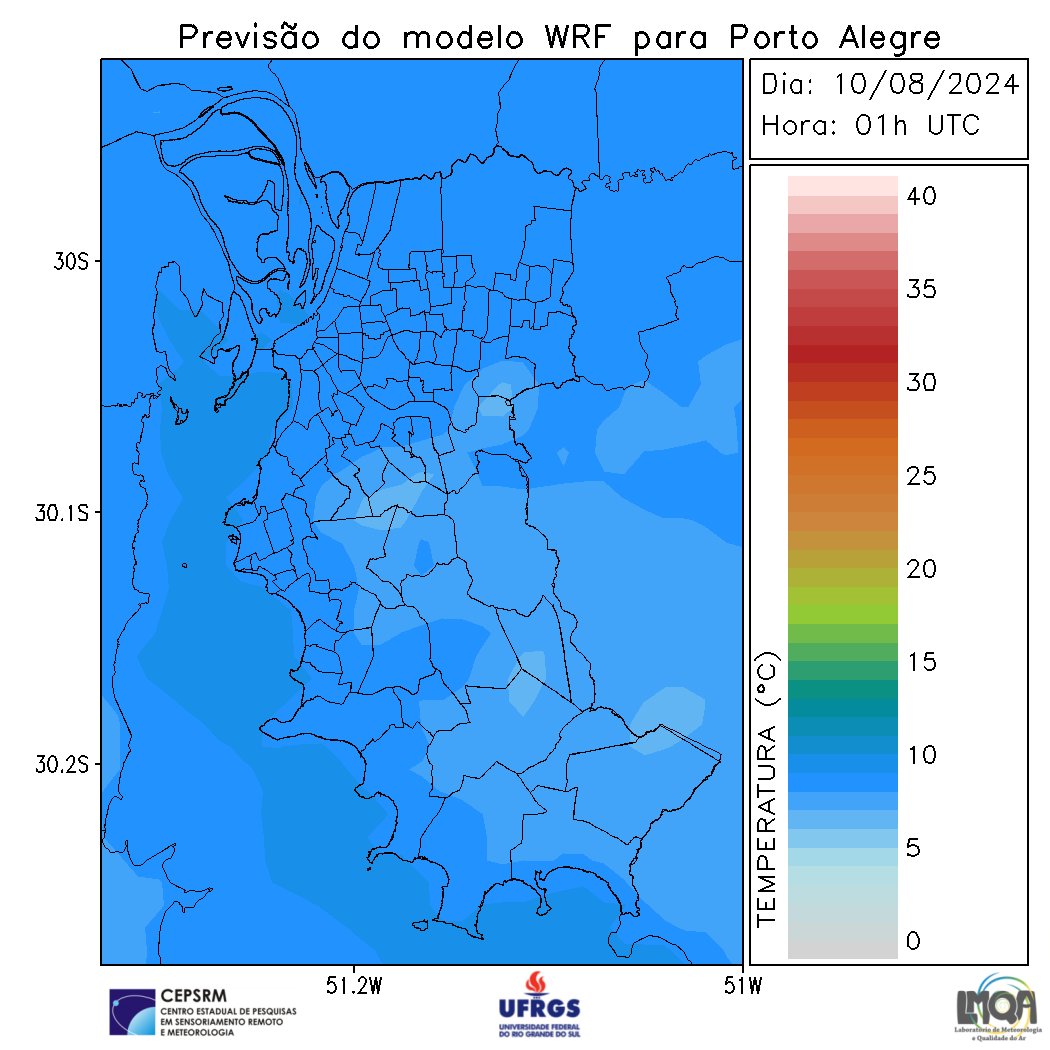 Previsão do modelo WRF para Porto Alegre
Dia: 10/08/2024
Hora: 01h UTC
40
35
30
25
20
15
10
5
0
TEMPERATURA (°C)
30S
30.1S
30.2S
51.2W
51W
CEPSRM
CENTRO ESTADUAL DE PESQUISAS
EM SENSORIAMENTO REMOTO
E METEOROLOGIA
UFRGS
UNIVERSIDADE FEDERAL
DO RIO GRANDE DO SUL
LMQA
Laboratório de Meteorologia
e Qualidade do Ar